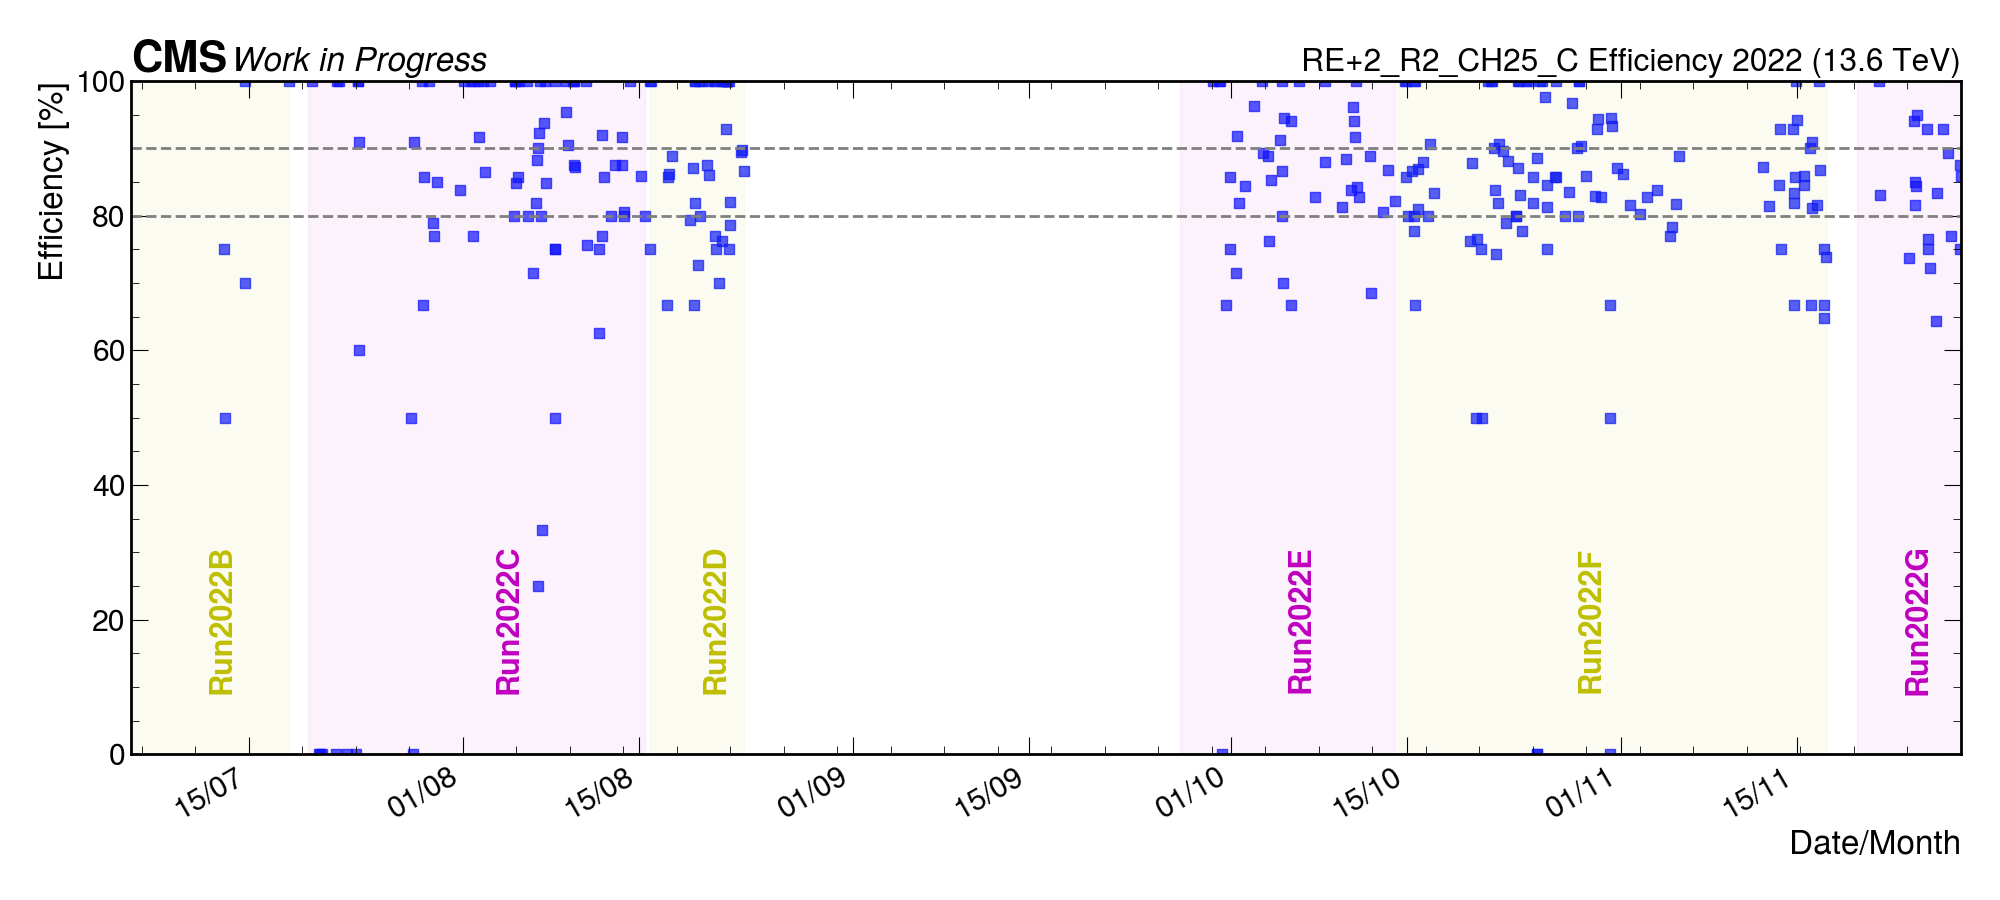 CMS Work in Progress
RE+2_R2_CH25_C Efficiency 2022 (13.6 TeV)
Efficiency [%]
100
80
60
40
20
0
Run2022B
Run2022C
Run2022D
Run2022E
Run2022F
Run2022G
15/07
01/08
15/08
01/09
15/09
01/10
15/10
01/11
15/11
Date/Month